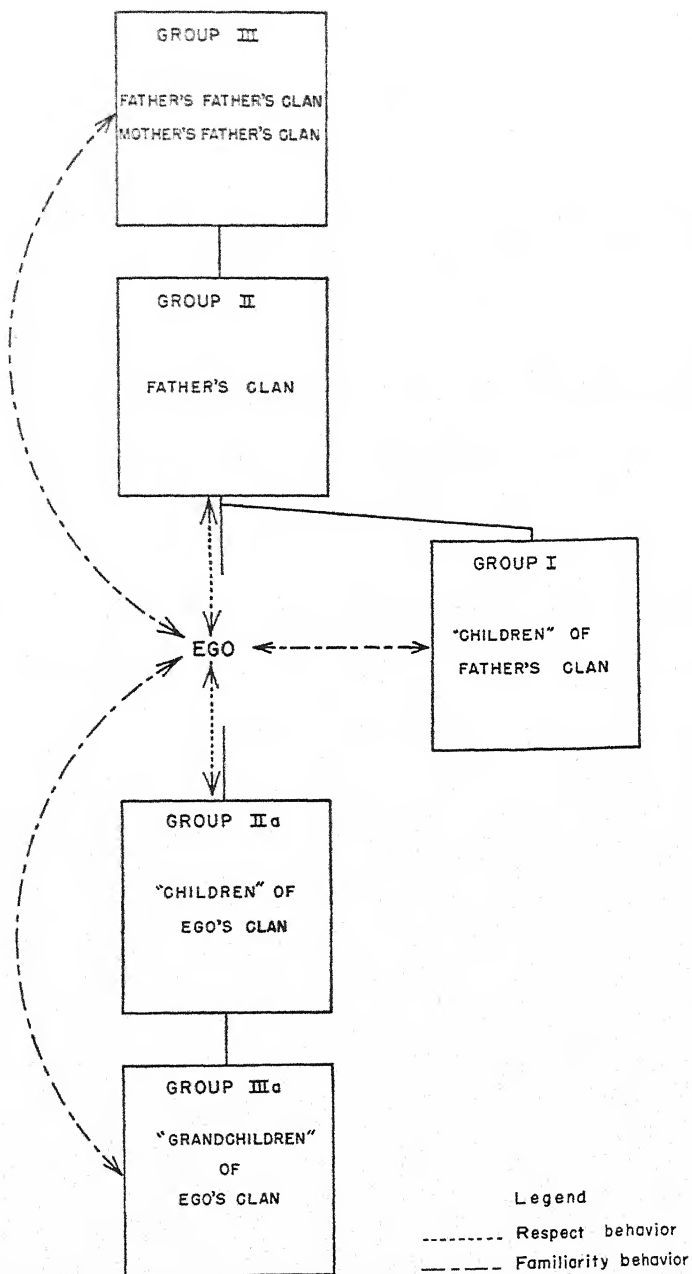 GROUP III
FATHER'S FATHER'S CLAN
MOTHER'S FATHER'S CLAN
GROUP II
FATHER'S CLAN
GROUP I
"CHILDREN" OF
FATHER'S CLAN
EGO
GROUP IIa
"CHILDREN" OF
EGO'S CLAN
GROUP IIIa
"GRANDCHILDREN"
OF
EGO'S CLAN
Legend
Respect behavior
Familiarity behavior